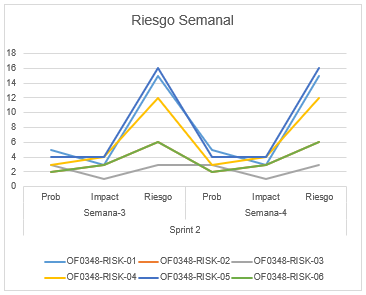 Riesgo Semanal
18
16
14
12
10
8
6
4
2
0
Prob Impact Riesgo Prob Impact Riesgo
Semana-3 Semana-4
Sprint 2
OF0348-RISK-01 OF0348-RISK-02 OF0348-RISK-03
OF0348-RISK-04 OF0348-RISK-05 OF0348-RISK-06